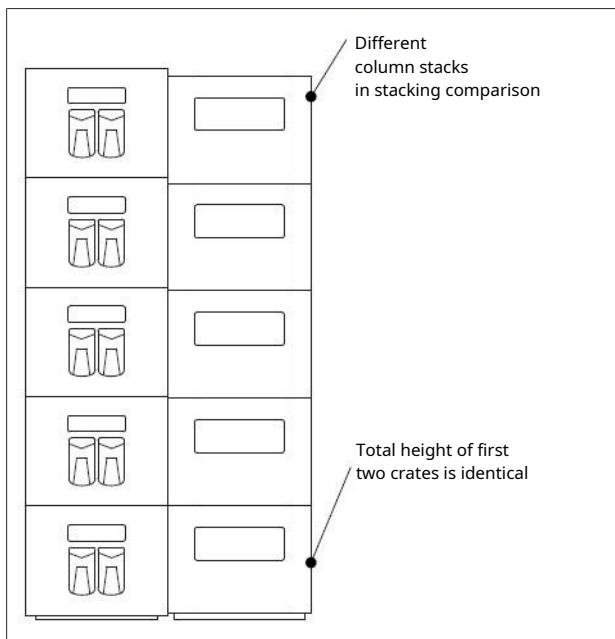 Different
column stacks
in stacking comparison
Total height of first
two crates is identical